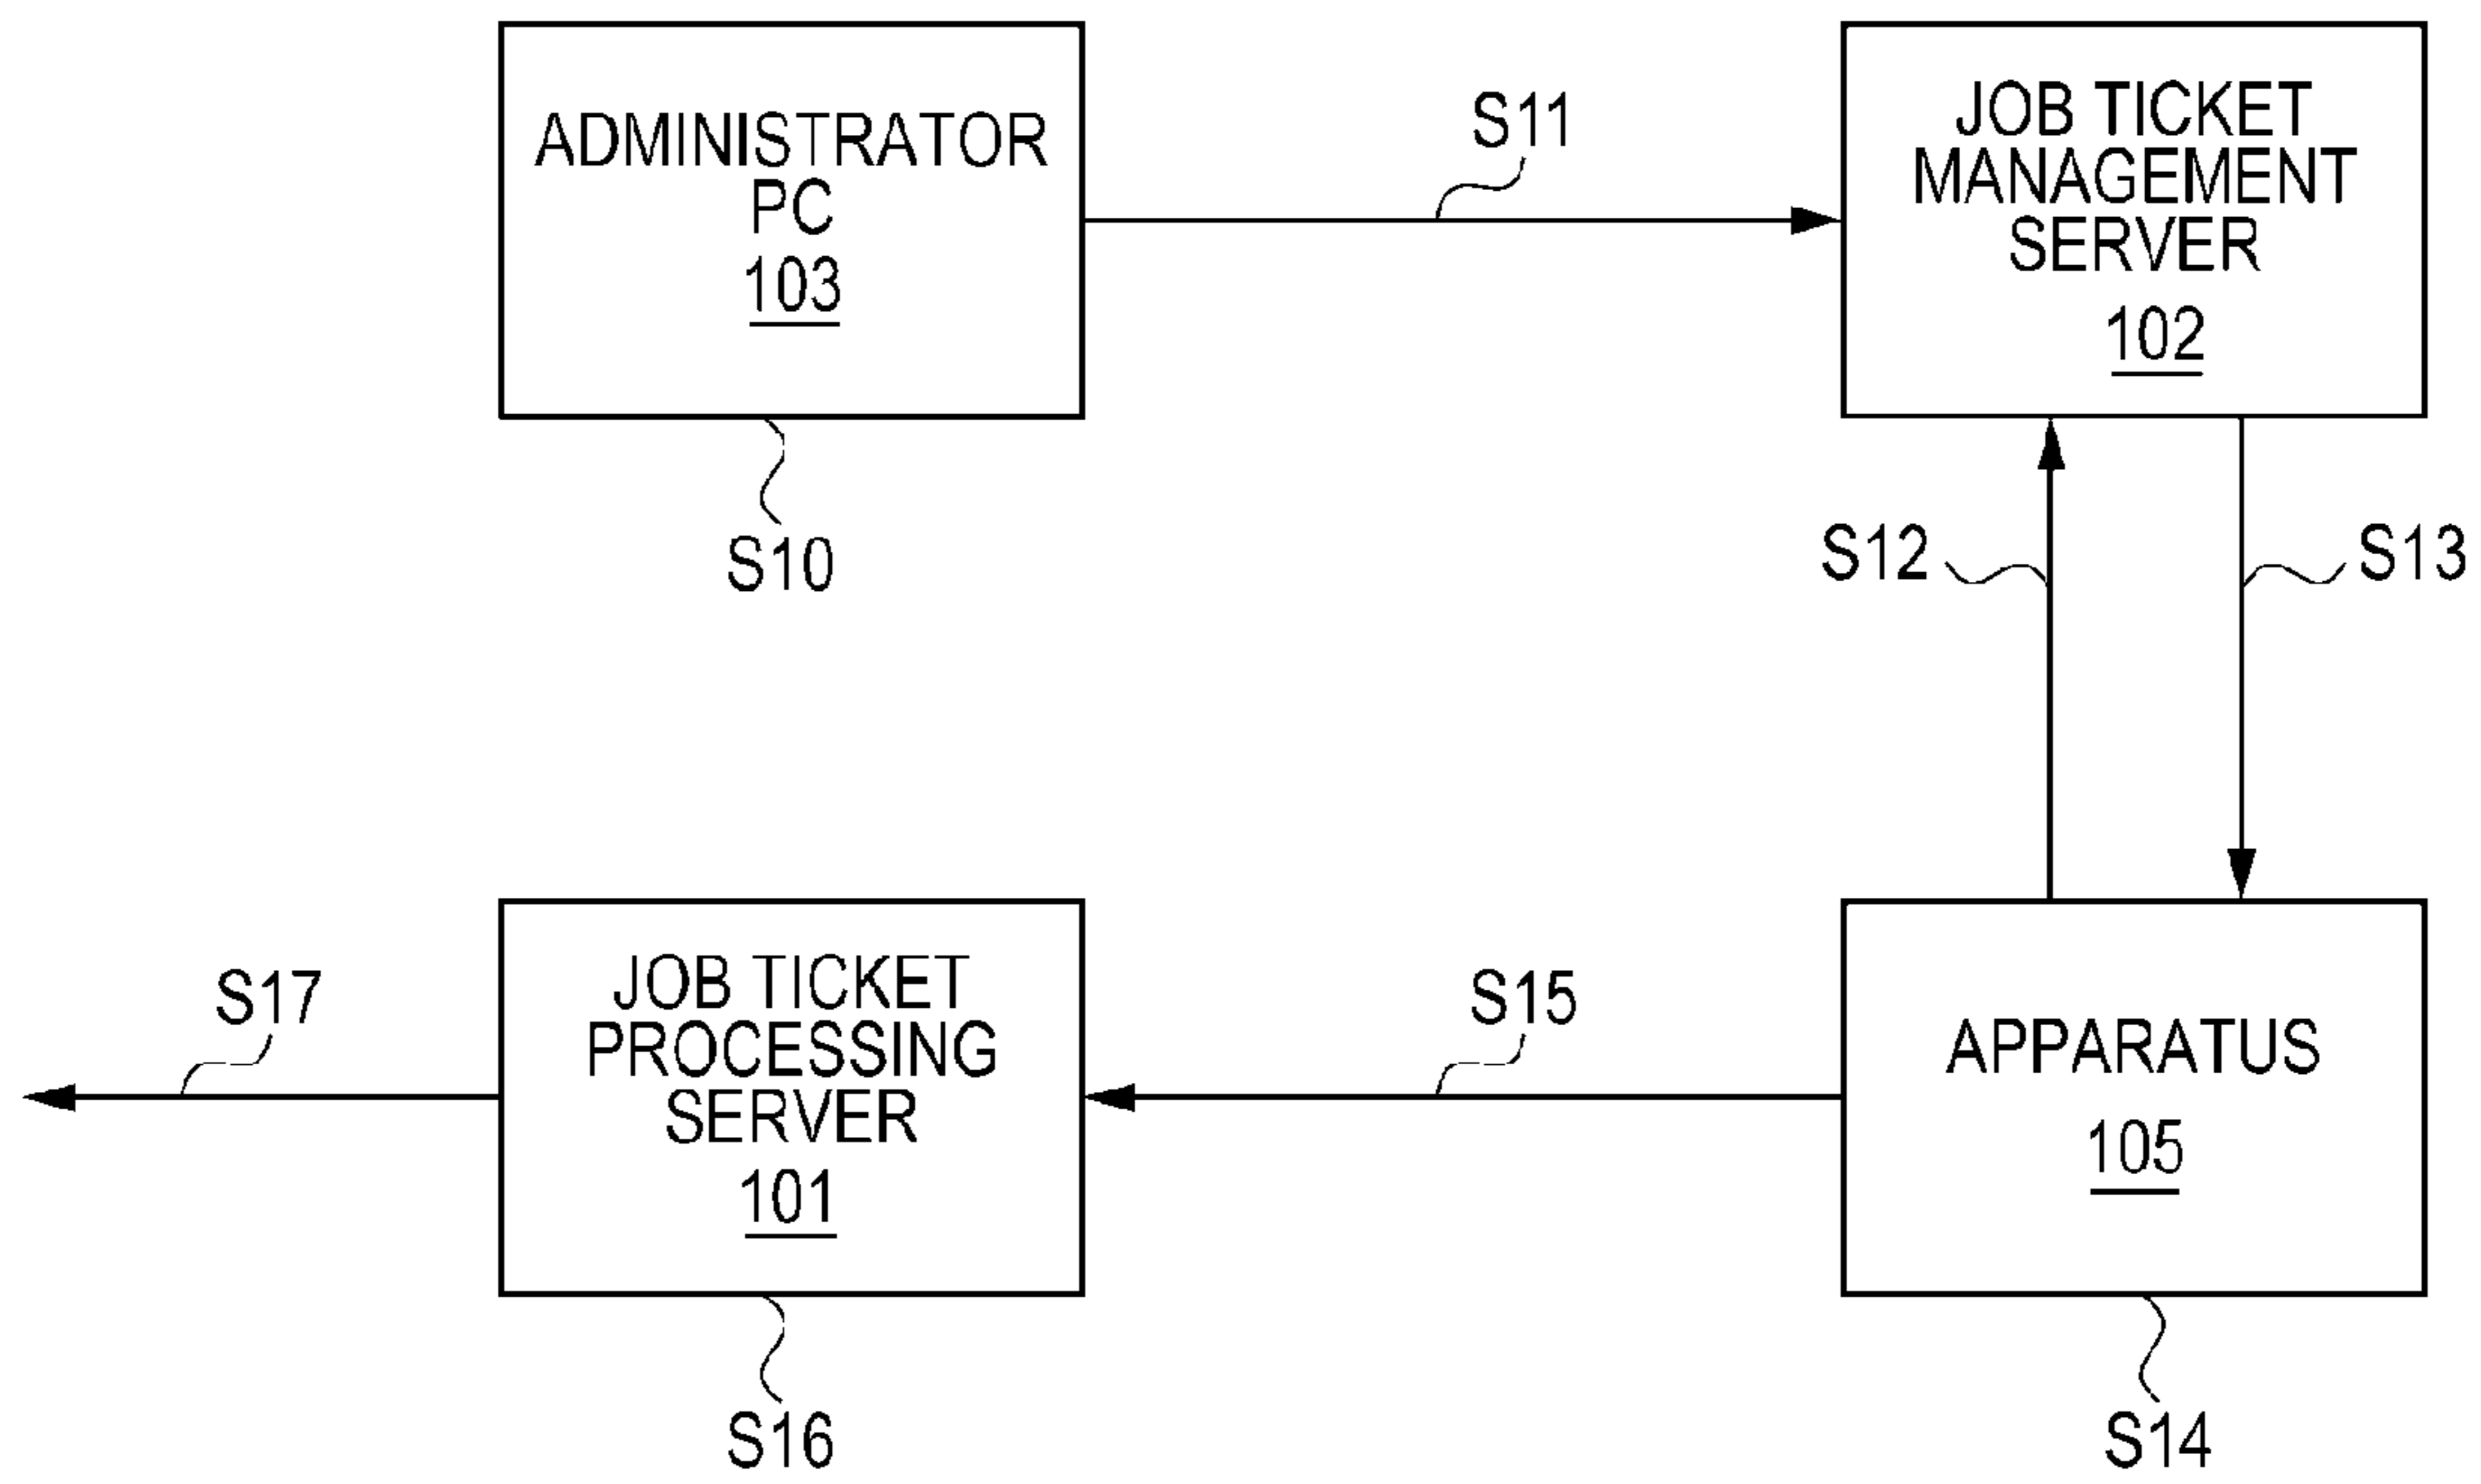 ADMINISTRATOR
PC
103
S10
S11
JOB TICKET
MANAGEMENT
SERVER
102
S12
S13
S17
JOB TICKET
PROCESSING
SERVER
101
S16
S15
APPARATUS
105
S14